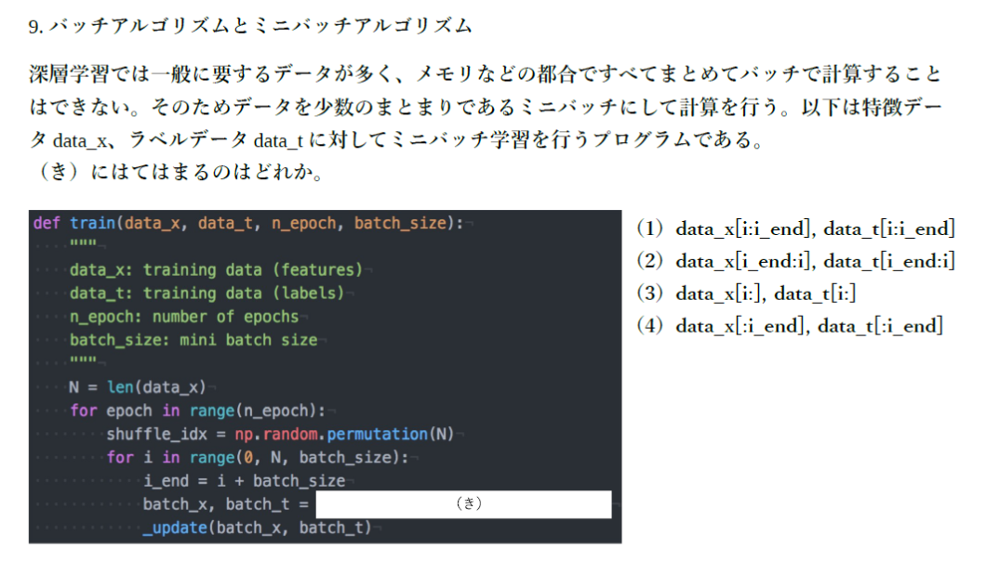 9. バッチアルゴリズムとミニバッチアルゴリズム
深層学習では一般に要するデータが多く、メモリなどの都合ですべてまとめてバッチで計算すること
はできない。そのためデータを少数のまとまりであるミニバッチにして計算を行う。以下は特徴デー
タ data_x、ラベルデータ data_t に対してミニバッチ学習を行うプログラムである。
（き）にはてはまるのはどれか。
def train(data_x, data_t, n_epoch, batch_size):
"""
data_x: training data (features)
data_t: training data (labels)
n_epoch: number of epochs
batch_size: mini batch size
"""
N = len(data_x)
for epoch in range(n_epoch):
shuffle_idx = np.random.permutation(N)
for i in range(0, N, batch_size):
i_end = i + batch_size
batch_x, batch_t = （き）
_update(batch_x, batch_t)
（1） data_x[i:i_end], data_t[i:i_end]
（2） data_x[i_end:i], data_t[i_end:i]
（3） data_x[i:], data_t[i:]
（4） data_x[:i_end], data_t[:i_end]